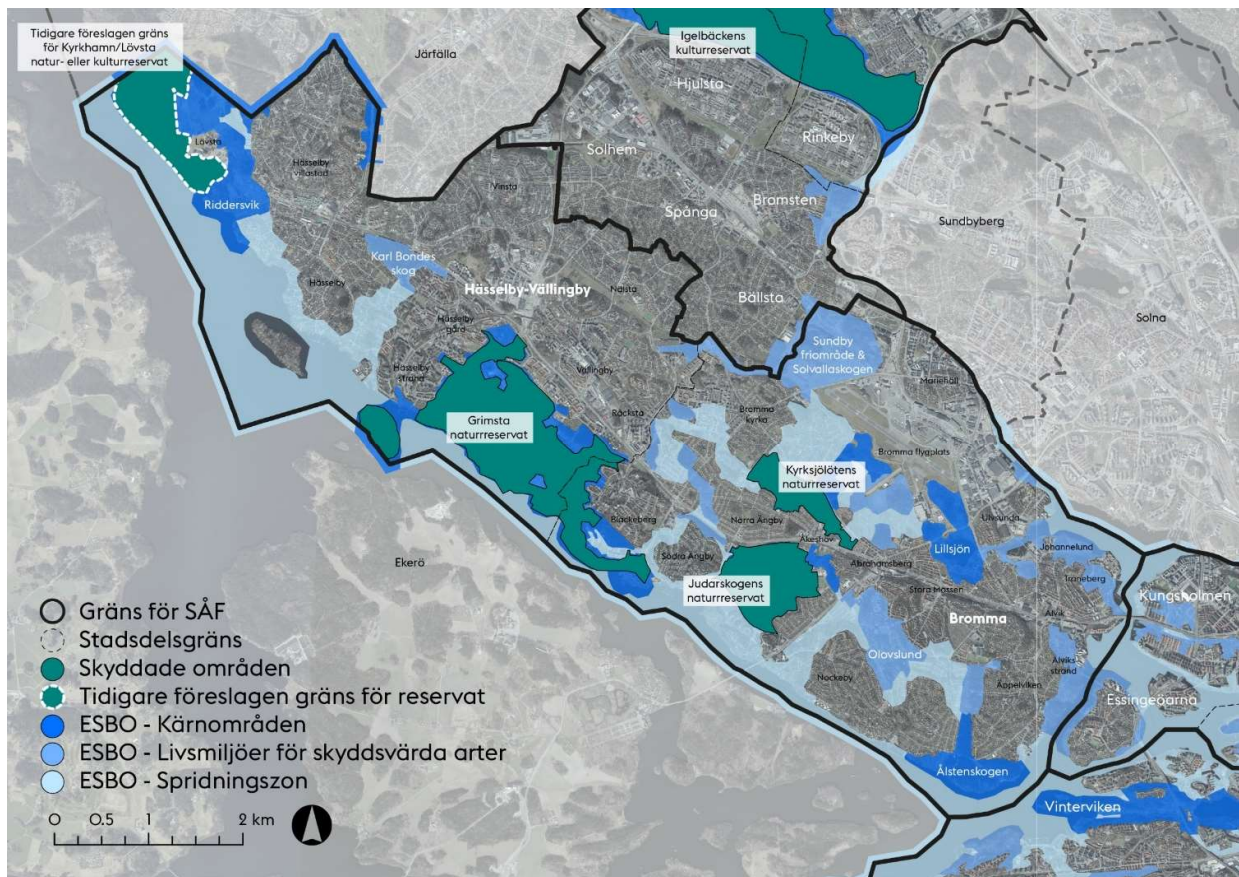 Tidigare föreslagen gräns
för Kyrkhamn/Lövsta
natur- eller kulturreservat
Järfälla
Igelbäckens
kulturreservat
Hjulsta
Rinkeby
Lövsta
Hässelby
villastad
Solhem
Vinsta
Riddersvik
Spånga
Bromsten
Sundbyberg
Karl Bondes
skog
Hässelby
Hässelby-Vällingby
Nälsta
Bällsta
Solna
Hässelby
gård
Sundby
friområde &
Solvallaskogen
Hässelby
strand
Vällingby
Mariehäll
Grimsta
naturrreservat
Råcksta
Bromma
kyrka
Bromma flygplats
Kyrksjölötens
naturrreservat
Blackeberg
Norra Ängby
Ulvsunda
Åkeshov
Lillsjön
Johannelund
Ekerö
Södra Ängby
Abrahamsberg
Traneberg
Judarskogens
naturrreservat
Stora Mossen
Kungsholmen
Bromma
Alvik
Olovslund
Alviks
strand
Nockeby
Äppelviken
Essingeöarna
Ålstenskogen
Vinterviken
Gräns för SÅF
Stadsdelsgräns
Skyddade områden
Tidigare föreslagen gräns för reservat
ESBO - Kärnområden
ESBO - Livsmiljöer för skyddsvärda arter
ESBO - Spridningszon
0 0.5 1 2 km